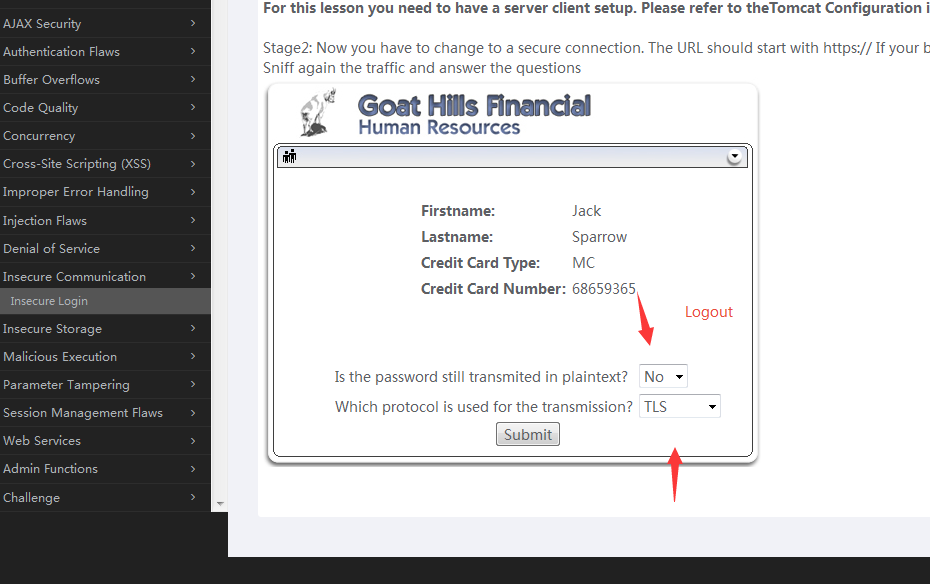 AJAX Security
Authentication Flaws
Buffer Overflows
Code Quality
Concurrency
Cross-Site Scripting (XSS)
Improper Error Handling
Injection Flaws
Denial of Service
Insecure Communication
Insecure Login
Insecure Storage
Malicious Execution
Parameter Tampering
Session Management Flaws
Web Services
Admin Functions
Challenge
For this lesson you need to have a server client setup. Please refer to theTomcat Configuration i
Stage2: Now you have to change to a secure connection. The URL should start with https:// If your b
Sniff again the traffic and answer the questions
Goat Hills Financial
Human Resources
Firstname: Jack
Lastname: Sparrow
Credit Card Type: MC
Credit Card Number: 68659365
Logout
Is the password still transmited in plaintext? No
Which protocol is used for the transmission? TLS
Submit